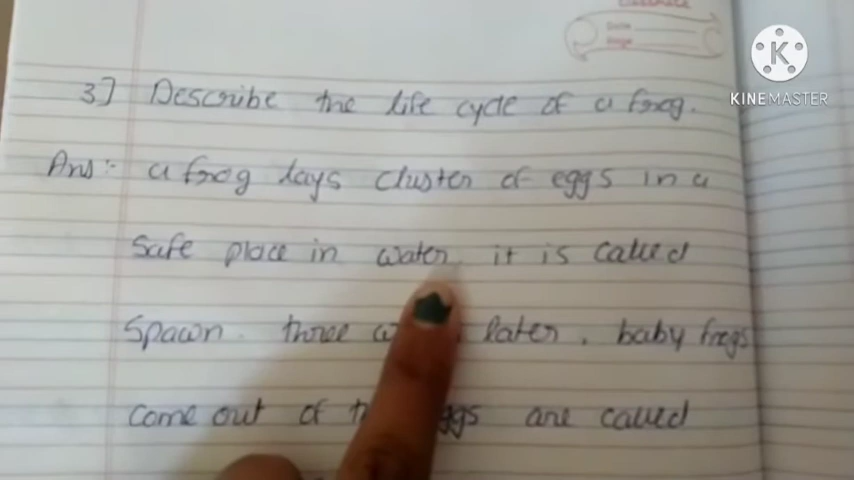 KINEMASTER
3] Describe the life cycle of a frog.
Ans:- a frog lays cluster of eggs in a
safe place in water. it is called
Spawn. three later, baby frogs
come out of eggs are called